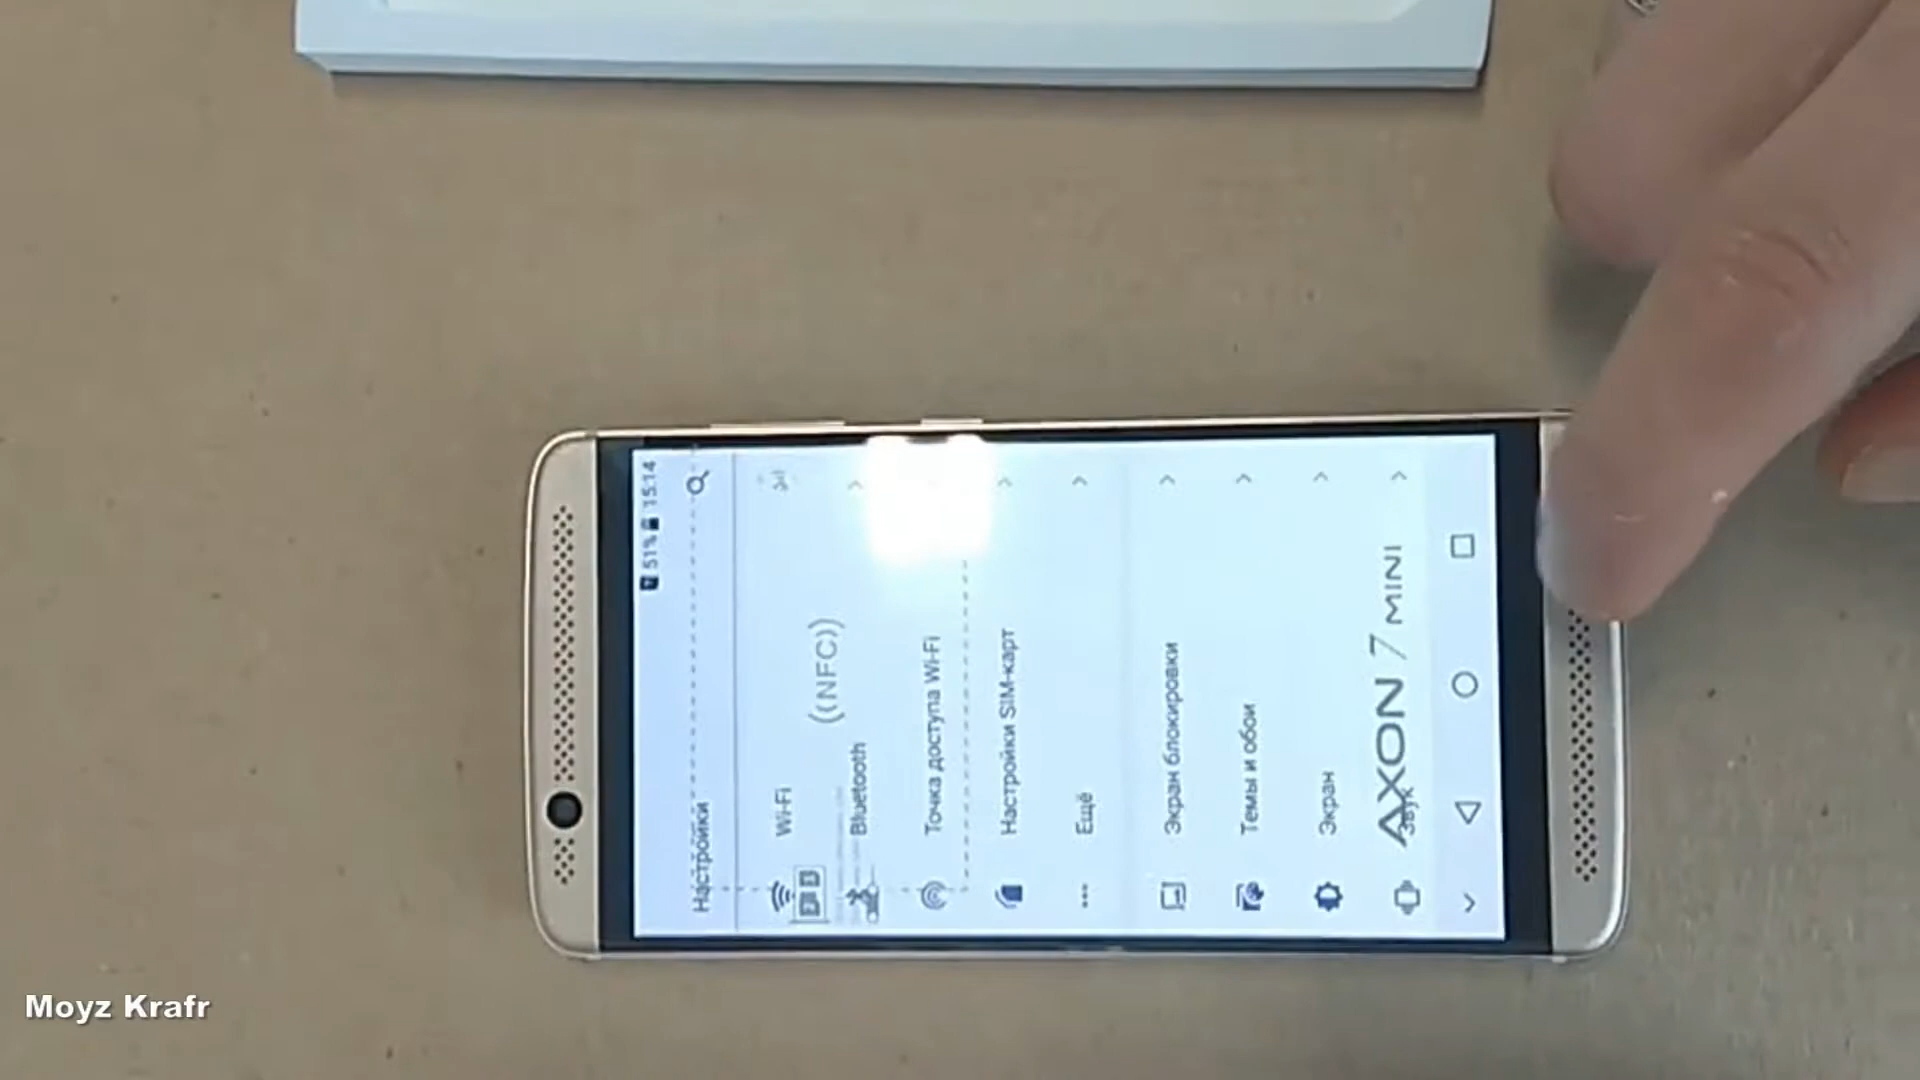 51% 15:14
Настройки
Wi-Fi
((NFC))
Bluetooth
Точка доступа Wi-Fi
Настройки SIM-карт
Ещё
Экран блокировки
Темы и обои
Экран
Звук
AXON 7 MINI
Moyz Krafr